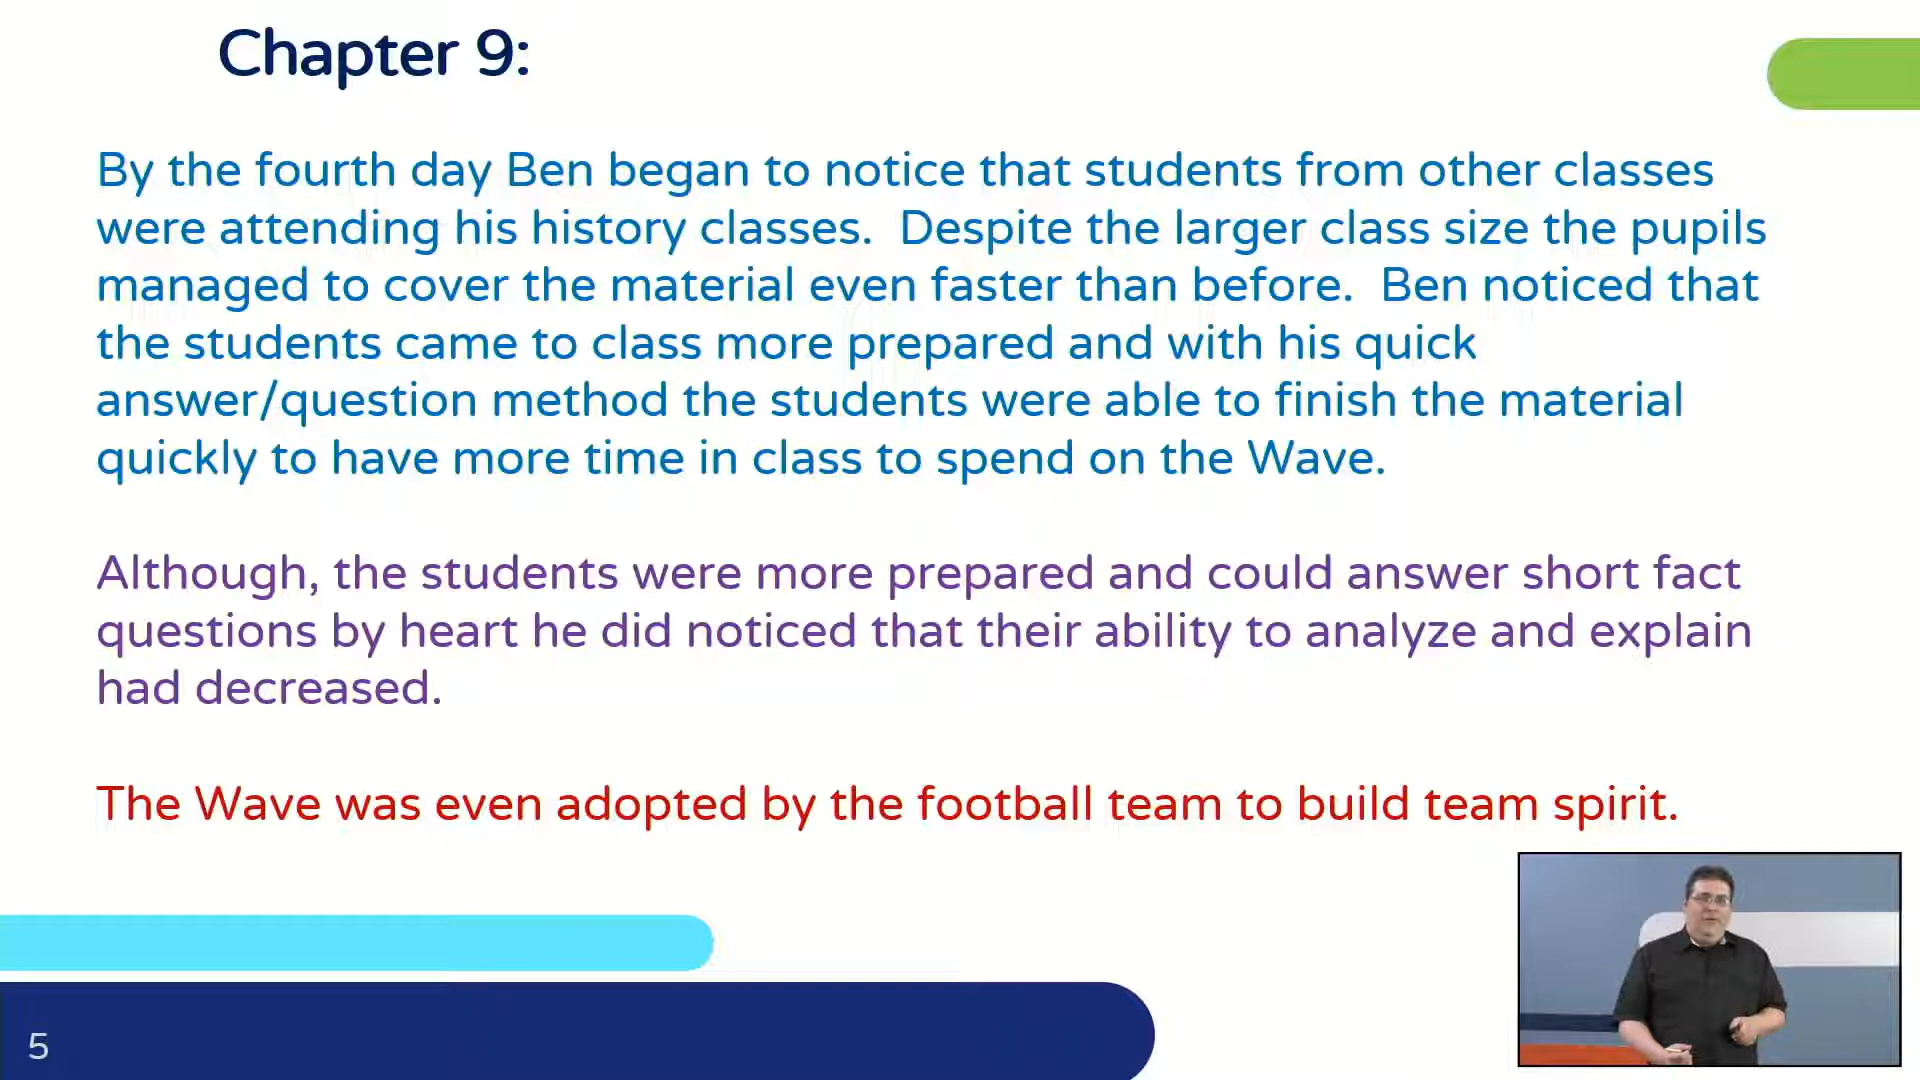 Chapter 9:
By the fourth day Ben began to notice that students from other classes
were attending his history classes.  Despite the larger class size the pupils
managed to cover the material even faster than before.  Ben noticed that
the students came to class more prepared and with his quick
answer/question method the students were able to finish the material
quickly to have more time in class to spend on the Wave.
Although, the students were more prepared and could answer short fact
questions by heart he did noticed that their ability to analyze and explain
had decreased.
The Wave was even adopted by the football team to build team spirit.
5